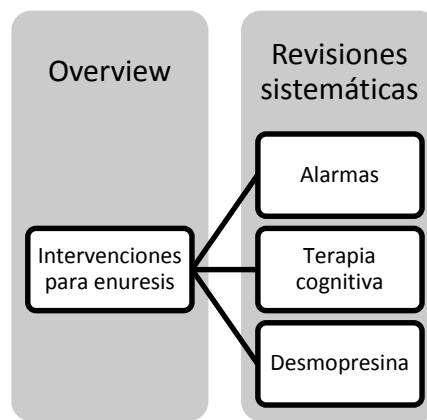 Overview
Revisiones
sistemáticas
Alarmas
Intervenciones
para enuresis
Terapia
cognitiva
Desmopresina